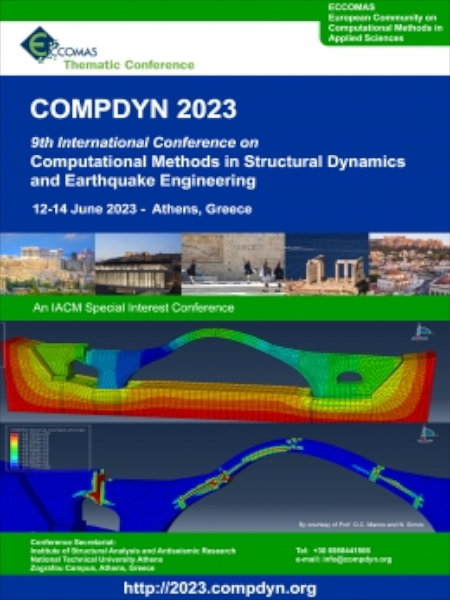 ECCOMAS
European Community on
Computational Methods in
Applied Sciences
ECCOMAS
Thematic Conference
COMPDYN 2023
9th International Conference on
Computational Methods in Structural Dynamics
and Earthquake Engineering
12-14 June 2023 - Athens, Greece
An IACM Special Interest Conference
By courtesy of Prof. G.C. Manos and N. Simos
Conference Secretariat:
Institute of Structural Analysis and Antiseismic Research
National Technical University Athens
Zografou Campus, Athens, Greece
Tel:
e-mail: info@compdyn.org
http://2023.compdyn.org